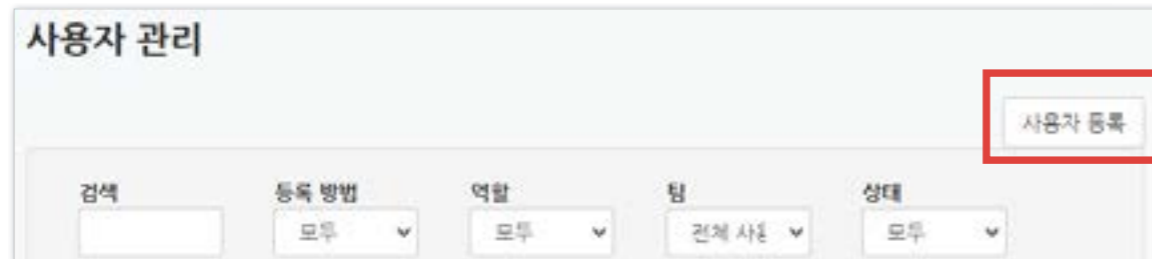 사용자 관리
사용자 등록
검색 등록 방법 역할 팀 상태
모두 모두 전체 사용 모두